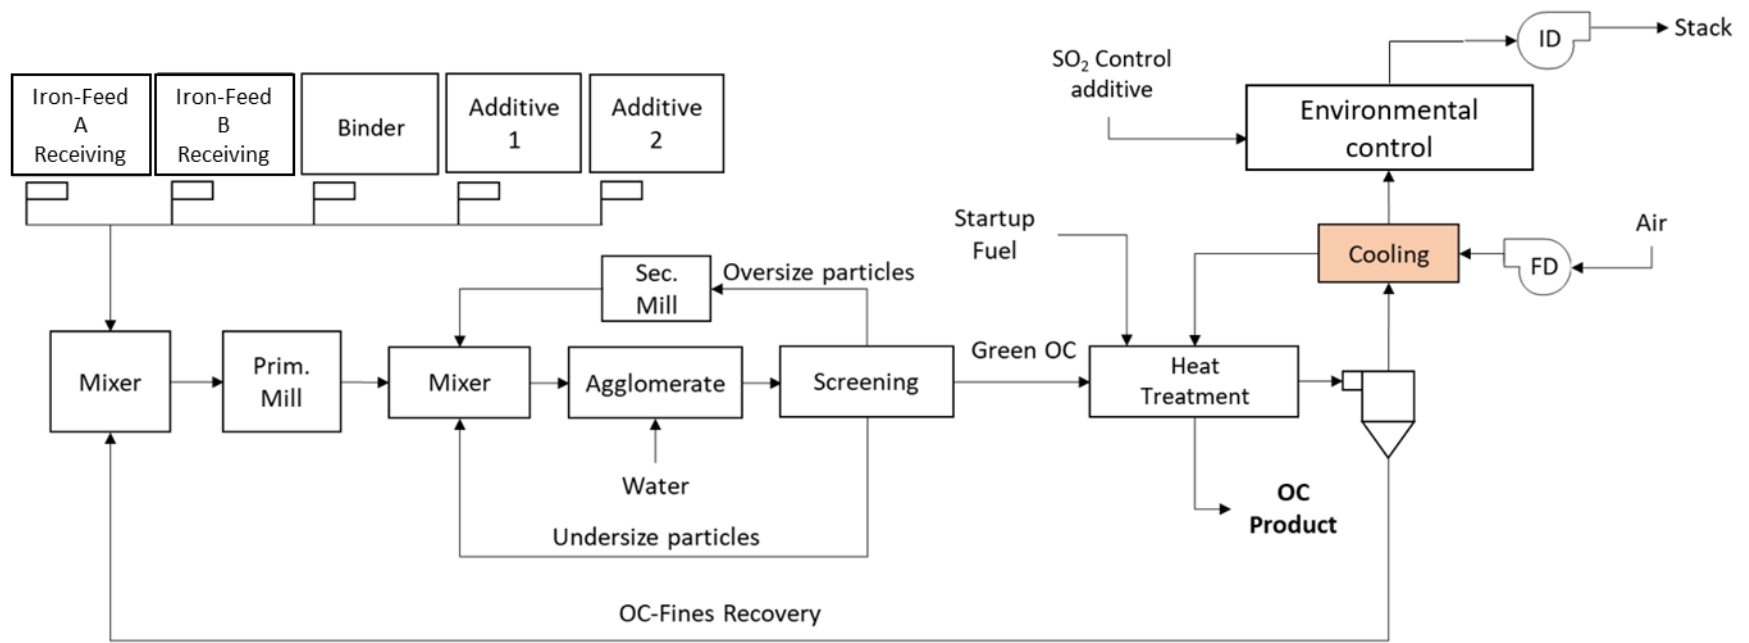 Iron-Feed
A
Receiving
Iron-Feed
B
Receiving
Binder
Additive
1
Additive
2
SO₂ Control
additive
Environmental
control
ID
Stack
Startup
Fuel
Cooling
FD
Air
Sec.
Mill
Oversize particles
Mixer
Prim.
Mill
Mixer
Agglomerate
Screening
Green OC
Heat
Treatment
Water
Undersize particles
OC
Product
OC-Fines Recovery